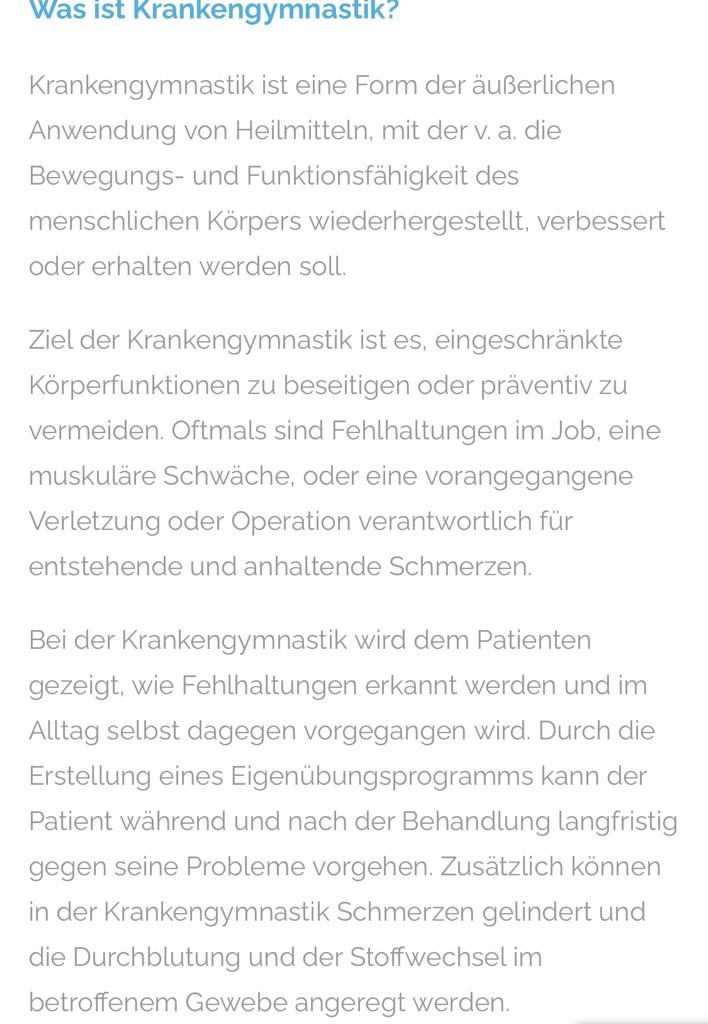 Was ist Krankengymnastik?
Krankengymnastik ist eine Form der äußerlichen
Anwendung von Heilmitteln, mit der v. a. die
Bewegungs- und Funktionsfähigkeit des
menschlichen Körpers wiederhergestellt, verbessert
oder erhalten werden soll.
Ziel der Krankengymnastik ist es, eingeschränkte
Körperfunktionen zu beseitigen oder präventiv zu
vermeiden. Oftmals sind Fehlhaltungen im Job, eine
muskuläre Schwäche, oder eine vorangegangene
Verletzung oder Operation verantwortlich für
entstehende und anhaltende Schmerzen.
Bei der Krankengymnastik wird dem Patienten
gezeigt, wie Fehlhaltungen erkannt werden und im
Alltag selbst dagegen vorgegangen wird. Durch die
Erstellung eines Eigenübungsprogramms kann der
Patient während und nach der Behandlung langfristig
gegen seine Probleme vorgehen. Zusätzlich können
in der Krankengymnastik Schmerzen gelindert und
die Durchblutung und der Stoffwechsel im
betroffenem Gewebe angeregt werden.